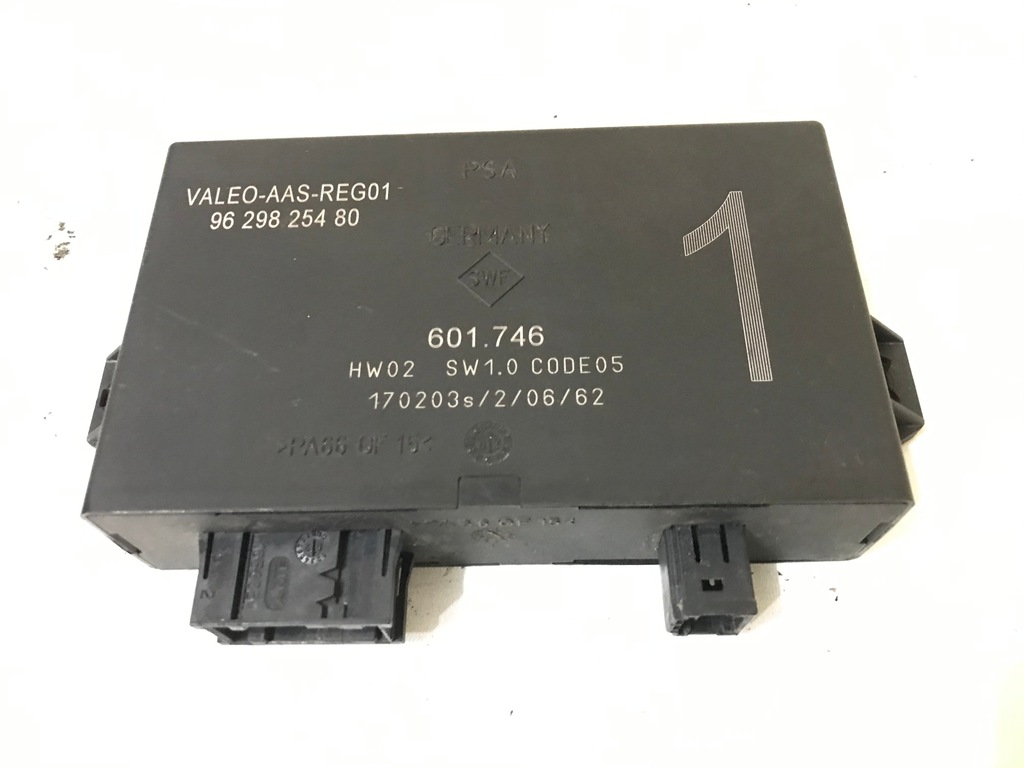 PSA
VALEO-AAS-REG01
96 298 254 80
1
GERMANY
SWF
601.746
HW02 SW1.0 CODE05
170203s/2/06/62
>PA66 GF 15<
2